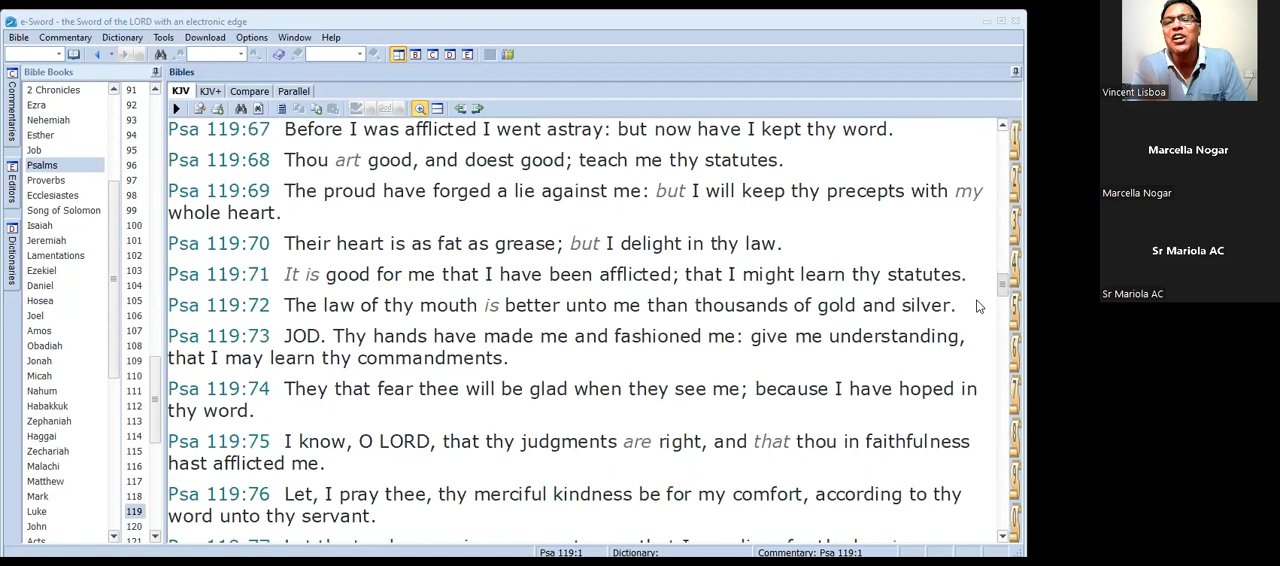 e-Sword - the Sword of the LORD with an electronic edge
Bible Commentary Dictionary Tools Download Options Window Help
B C D E
Bible Books
Bibles
KJV KJV+ Compare Parallel
C Commentaries
E Editors
D Dictionaries
2 Chronicles 91
Ezra 92
Nehemiah 93
Esther 94
Job 95
Psalms 96
Proverbs 97
Ecclesiastes 98
Song of Solomon 99
Isaiah 100
Jeremiah 101
Lamentations 102
Ezekiel 103
Daniel 104
Hosea 105
Joel 106
Amos 107
Obadiah 108
Jonah 109
Micah 110
Nahum 111
Habakkuk 112
Zephaniah 113
Haggai 114
Zechariah 115
Malachi 116
Matthew 117
Mark 118
Luke 119
John 120
Acts 121
Psa 119:67 Before I was afflicted I went astray: but now have I kept thy word.
Psa 119:68 Thou art good, and doest good; teach me thy statutes.
Psa 119:69 The proud have forged a lie against me: but I will keep thy precepts with my
whole heart.
Psa 119:70 Their heart is as fat as grease; but I delight in thy law.
Psa 119:71 It is good for me that I have been afflicted; that I might learn thy statutes.
Psa 119:72 The law of thy mouth is better unto me than thousands of gold and silver.
Psa 119:73 JOD. Thy hands have made me and fashioned me: give me understanding,
that I may learn thy commandments.
Psa 119:74 They that fear thee will be glad when they see me; because I have hoped in
thy word.
Psa 119:75 I know, O LORD, that thy judgments are right, and that thou in faithfulness
hast afflicted me.
Psa 119:76 Let, I pray thee, thy merciful kindness be for my comfort, according to thy
word unto thy servant.
Psa 119:1 Dictionary: Commentary: Psa 119:1
Vincent Lisboa
Marcella Nogar
Marcella Nogar
Sr Mariola AC
Sr Mariola AC